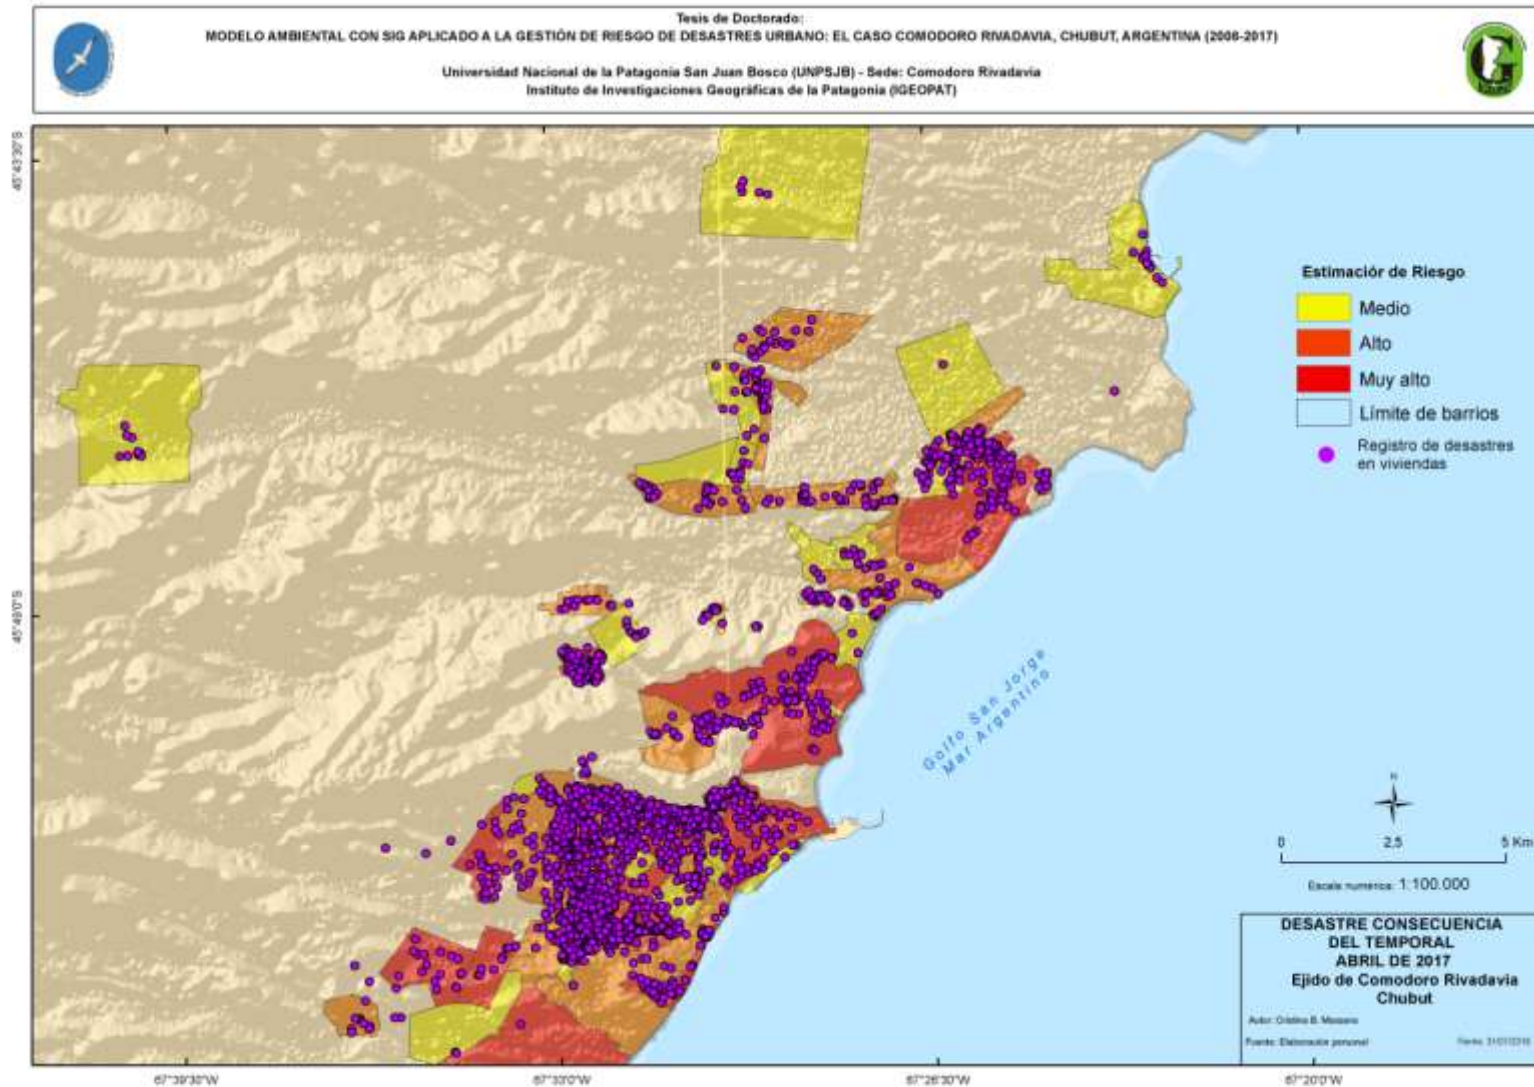 Tesis de Doctorado:
MODELO AMBIENTAL CON SIG APLICADO A LA GESTIÓN DE RIESGO DE DESASTRES URBANO: EL CASO COMODORO RIVADAVIA, CHUBUT, ARGENTINA (2006-2017)
Universidad Nacional de la Patagonia San Juan Bosco (UNPSJB) - Sede: Comodoro Rivadavia
Instituto de Investigaciones Geográficas de la Patagonia (IGEOPAT)
45°43'30"S
45°49'0"S
Estimación de Riesgo
Medio
Alto
Muy alto
Límite de barrios
Registro de desastres
en viviendas
Golfo San Jorge
Mar Argentino
N
0 2,5 5 Km
Escala numérica: 1:100.000
DESASTRE CONSECUENCIA
DEL TEMPORAL
ABRIL DE 2017
Ejido de Comodoro Rivadavia
Chubut
Autor: Cristina B.
Fuente: Elaboración personal
Fecha:
67°39'30"W
67°33'0"W
67°26'30"W
67°20'0"W